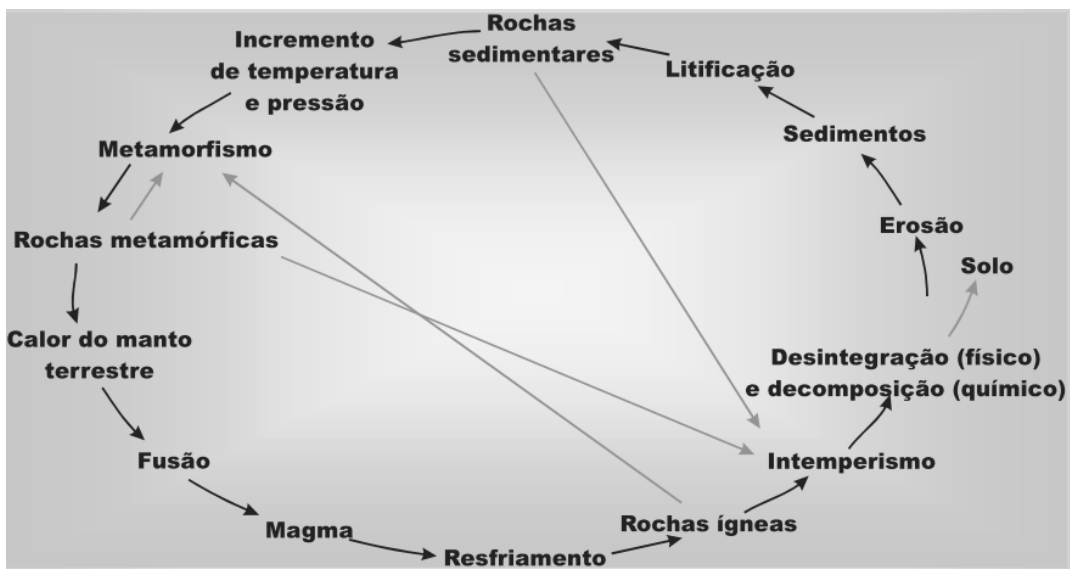 Rochas
sedimentares
Incremento
de temperatura
e pressão
Litificação
Sedimentos
Metamorfismo
Erosão
Rochas metamórficas
Solo
Calor do manto
terrestre
Desintegração (físico)
e decomposição (químico)
Fusão
Intemperismo
Magma
Rochas ígneas
Resfriamento